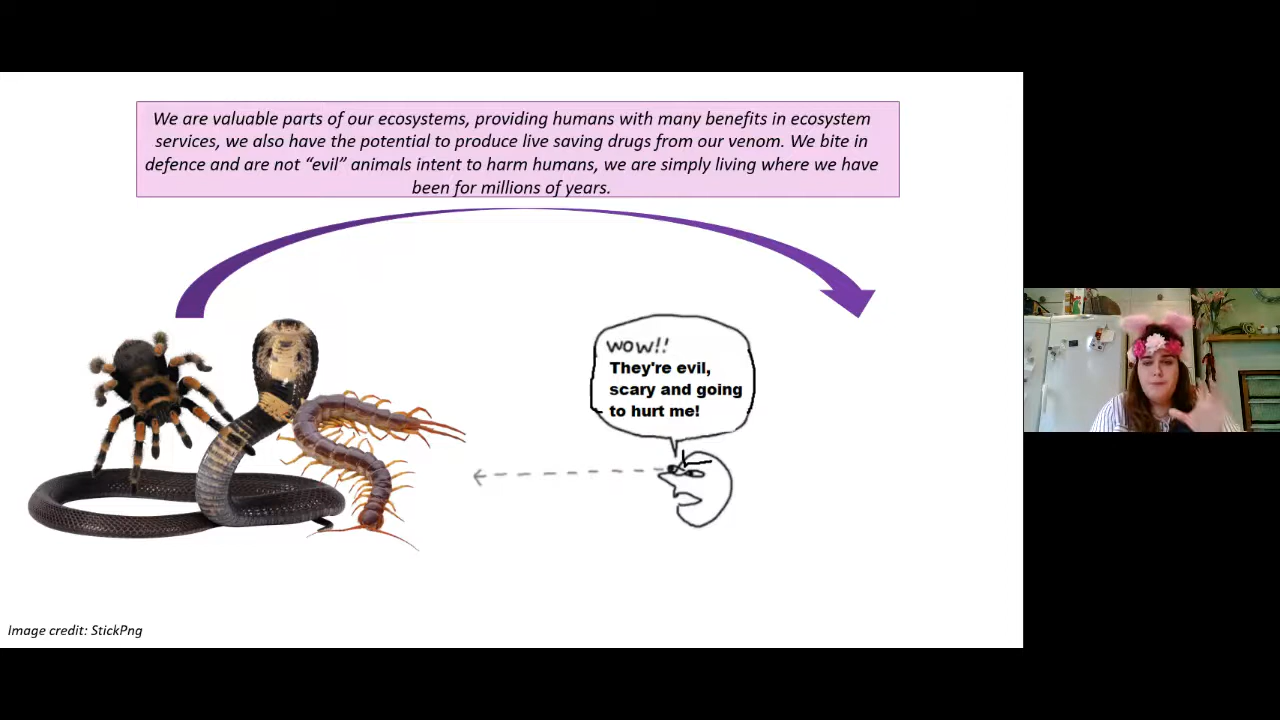 We are valuable parts of our ecosystems, providing humans with many benefits in ecosystem
services, we also have the potential to produce live saving drugs from our venom. We bite in
defence and are not “evil” animals intent to harm humans, we are simply living where we have
been for millions of years.
WOW!!
They're evil,
scary and going
to hurt me!
Image credit: StickPng